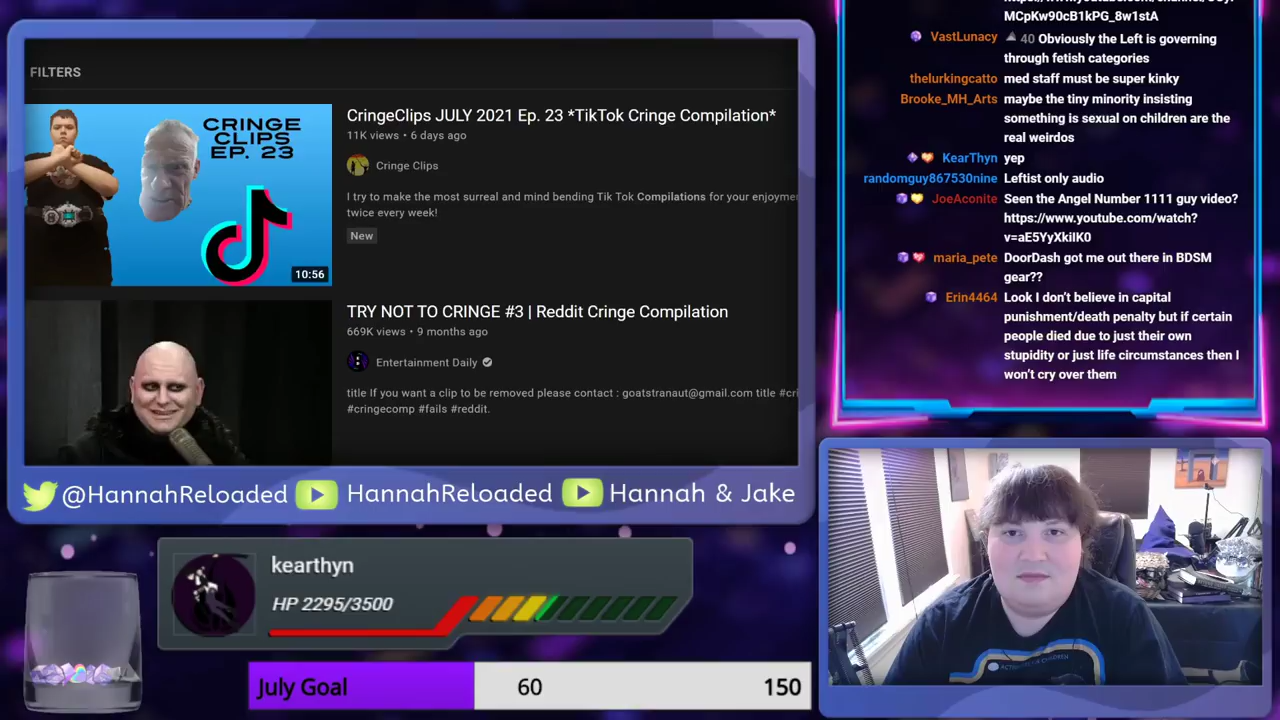 FILTERS
CRINGE
CLIPS
EP. 23
10:56
CringeClips JULY 2021 Ep. 23 *TikTok Cringe Compilation*
11K views • 6 days ago
Cringe Clips
I try to make the most surreal and mind bending Tik Tok Compilations for your enjoyme
twice every week!
New
TRY NOT TO CRINGE #3 | Reddit Cringe Compilation
669K views • 9 months ago
Entertainment Daily
title If you want a clip to be removed please contact : goatstranaut@gmail.com title #cri
#cringecomp #fails #reddit.
@HannahReloaded HannahReloaded Hannah & Jake
kearthyn
HP 2295/3500
July Goal 60 150
MCpKw90cB1kPG_8w1stA
VastLunacy 40 Obviously the Left is governing
through fetish categories
thelurkingcatto med staff must be super kinky
Brooke_MH_Arts maybe the tiny minority insisting
something is sexual on children are the
real weirdos
KearThyn yep
randomguy867530nine Leftist only audio
JoeAconite Seen the Angel Number 1111 guy video?
https://www.youtube.com/watch?
v=aE5YyXkiIK0
maria_pete DoorDash got me out there in BDSM
gear??
Erin4464 Look I don't believe in capital
punishment/death penalty but if certain
people died due to just their own
stupidity or just life circumstances then I
won't cry over them